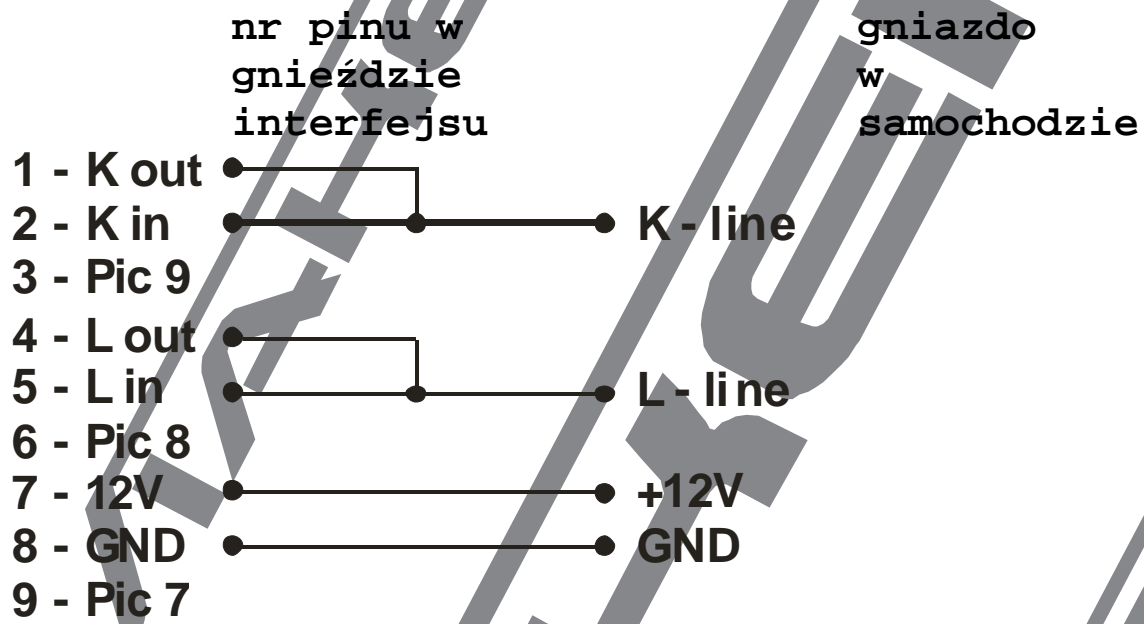 nr pinu w
gnieździe
interfejsu
gniazdo
w
samochodzie
1 - K out
2 - K in
K - line
3 - Pic 9
4 - L out
5 - L in
L - line
6 - Pic 8
7 - 12V
+12V
8 - GND
GND
9 - Pic 7